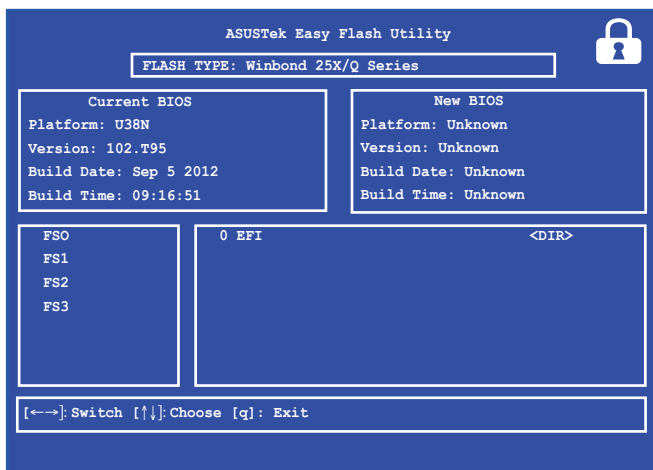 ASUSTek Easy Flash Utility
FLASH TYPE: Winbond 25X/Q Series
Current BIOS
Platform: U38N
Version: 102.T95
Build Date: Sep 5 2012
Build Time: 09:16:51
New BIOS
Platform: Unknown
Version: Unknown
Build Date: Unknown
Build Time: Unknown
FSO
FS1
FS2
FS3
0 EFI <DIR>
[←→]: Switch [↑↓]: Choose [q]: Exit